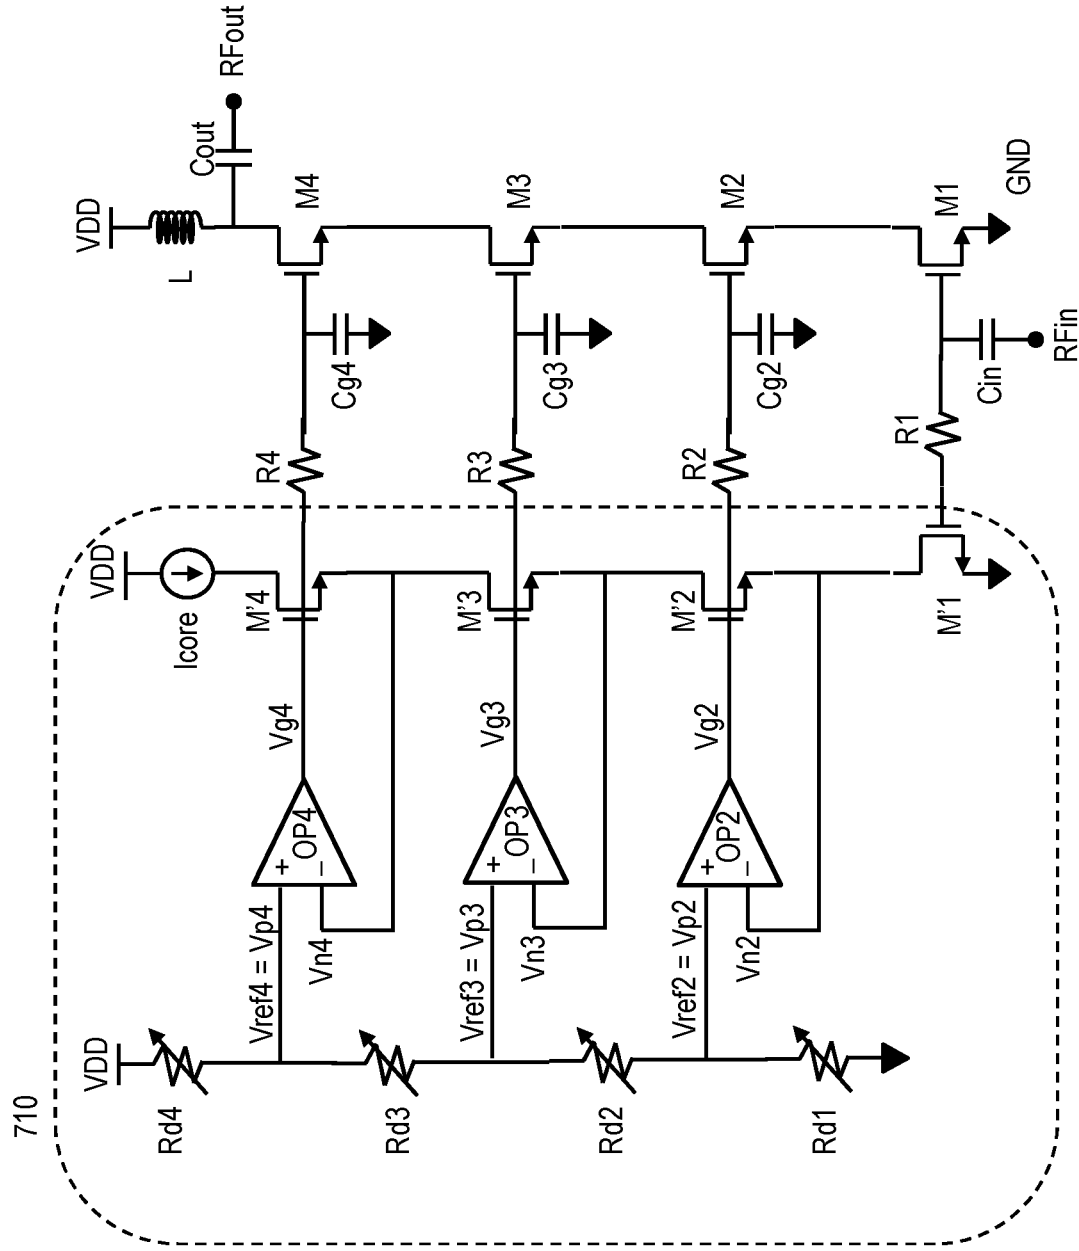 710
VDD
Rd4
Rd3
Rd2
Rd1
Vref4 = Vp4
Vn4
Vref3 = Vp3
Vn3
Vref2 = Vp2
Vn2
+
OP4
–
+
OP3
–
+
OP2
–
Vg4
Vg3
Vg2
VDD
Icore
M'4
M'3
M'2
M'1
R4
R3
R2
R1
Cg4
Cg3
Cg2
Cin
RFin
VDD
L
Cout
RFout
M4
M3
M2
M1
GND